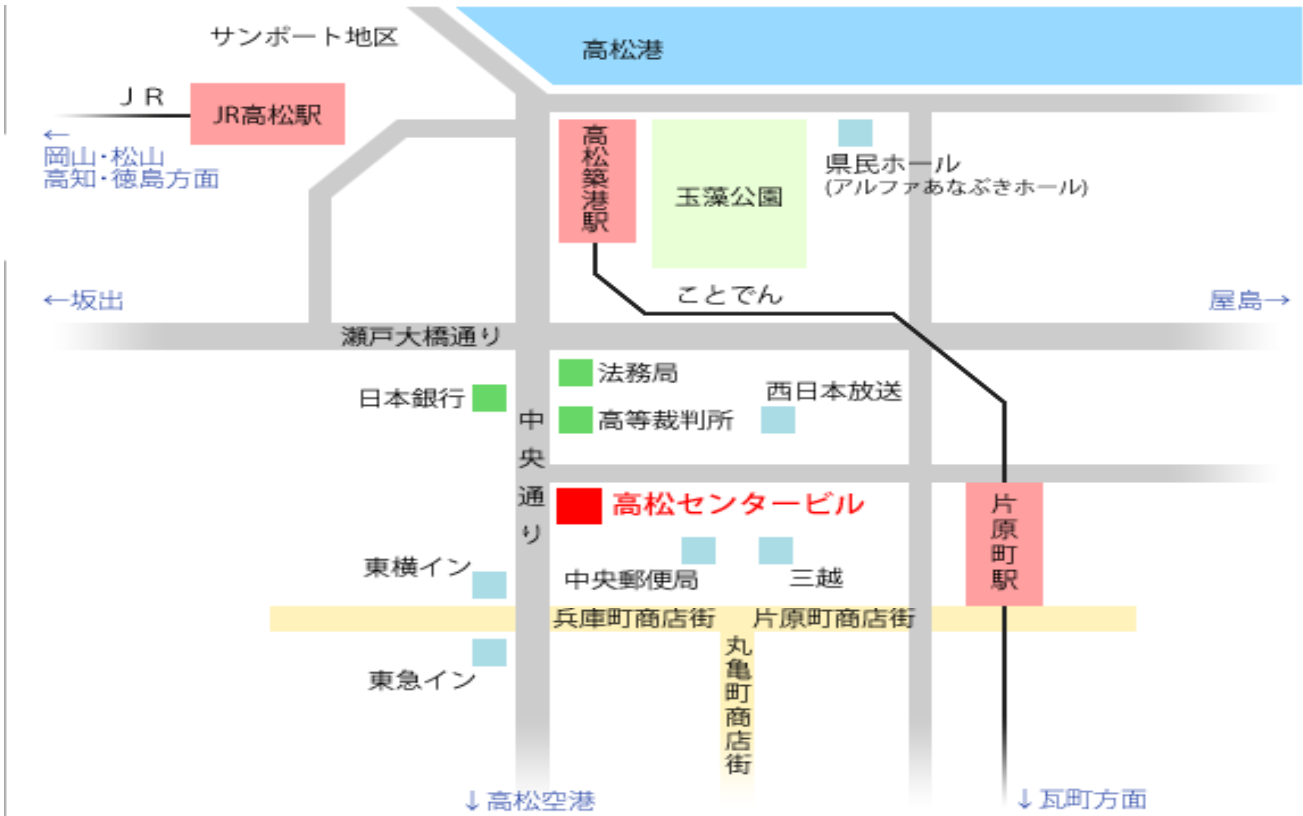 サンポート地区
高松港
ＪＲ
JR高松駅
←
岡山・松山
高知・徳島方面
高松築港駅
玉藻公園
県民ホール
(アルファあなぶきホール)
←坂出
ことでん
屋島→
瀬戸大橋通り
法務局
日本銀行
西日本放送
高等裁判所
中央通り
高松センタービル
片原町駅
東横イン
中央郵便局
三越
兵庫町商店街
片原町商店街
丸亀町商店街
東急イン
↓高松空港
↓瓦町方面